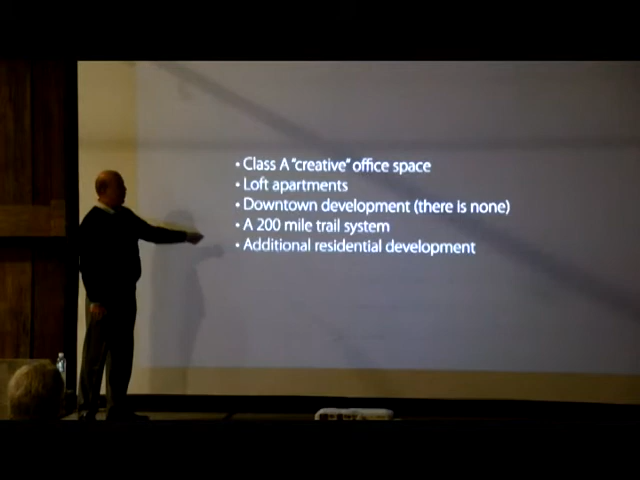 • Class A "creative" office space
• Loft apartments
• Downtown development (there is none)
• A 200 mile trail system
• Additional residential development